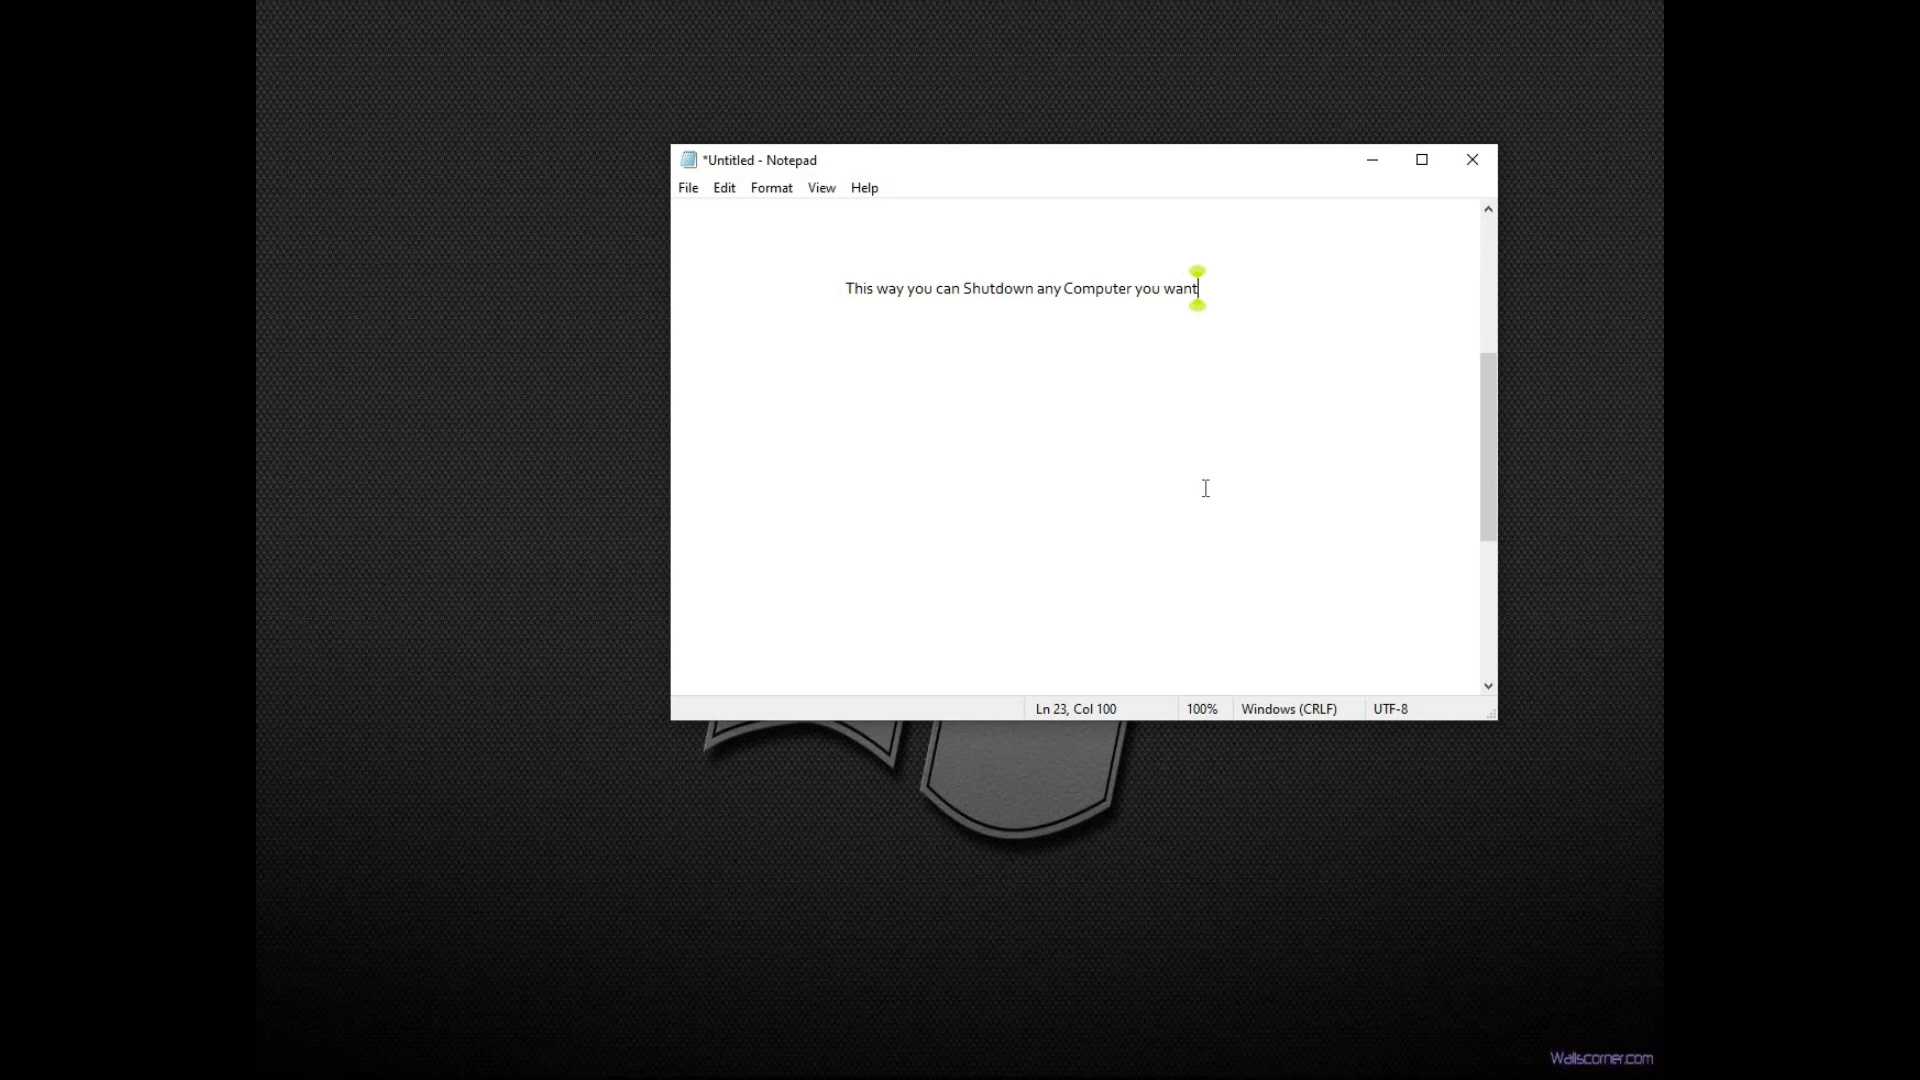 *Untitled - Notepad
File Edit Format View Help
This way you can Shutdown any Computer you want
Ln 23, Col 100 100% Windows (CRLF) UTF-8
Wallscorner.com